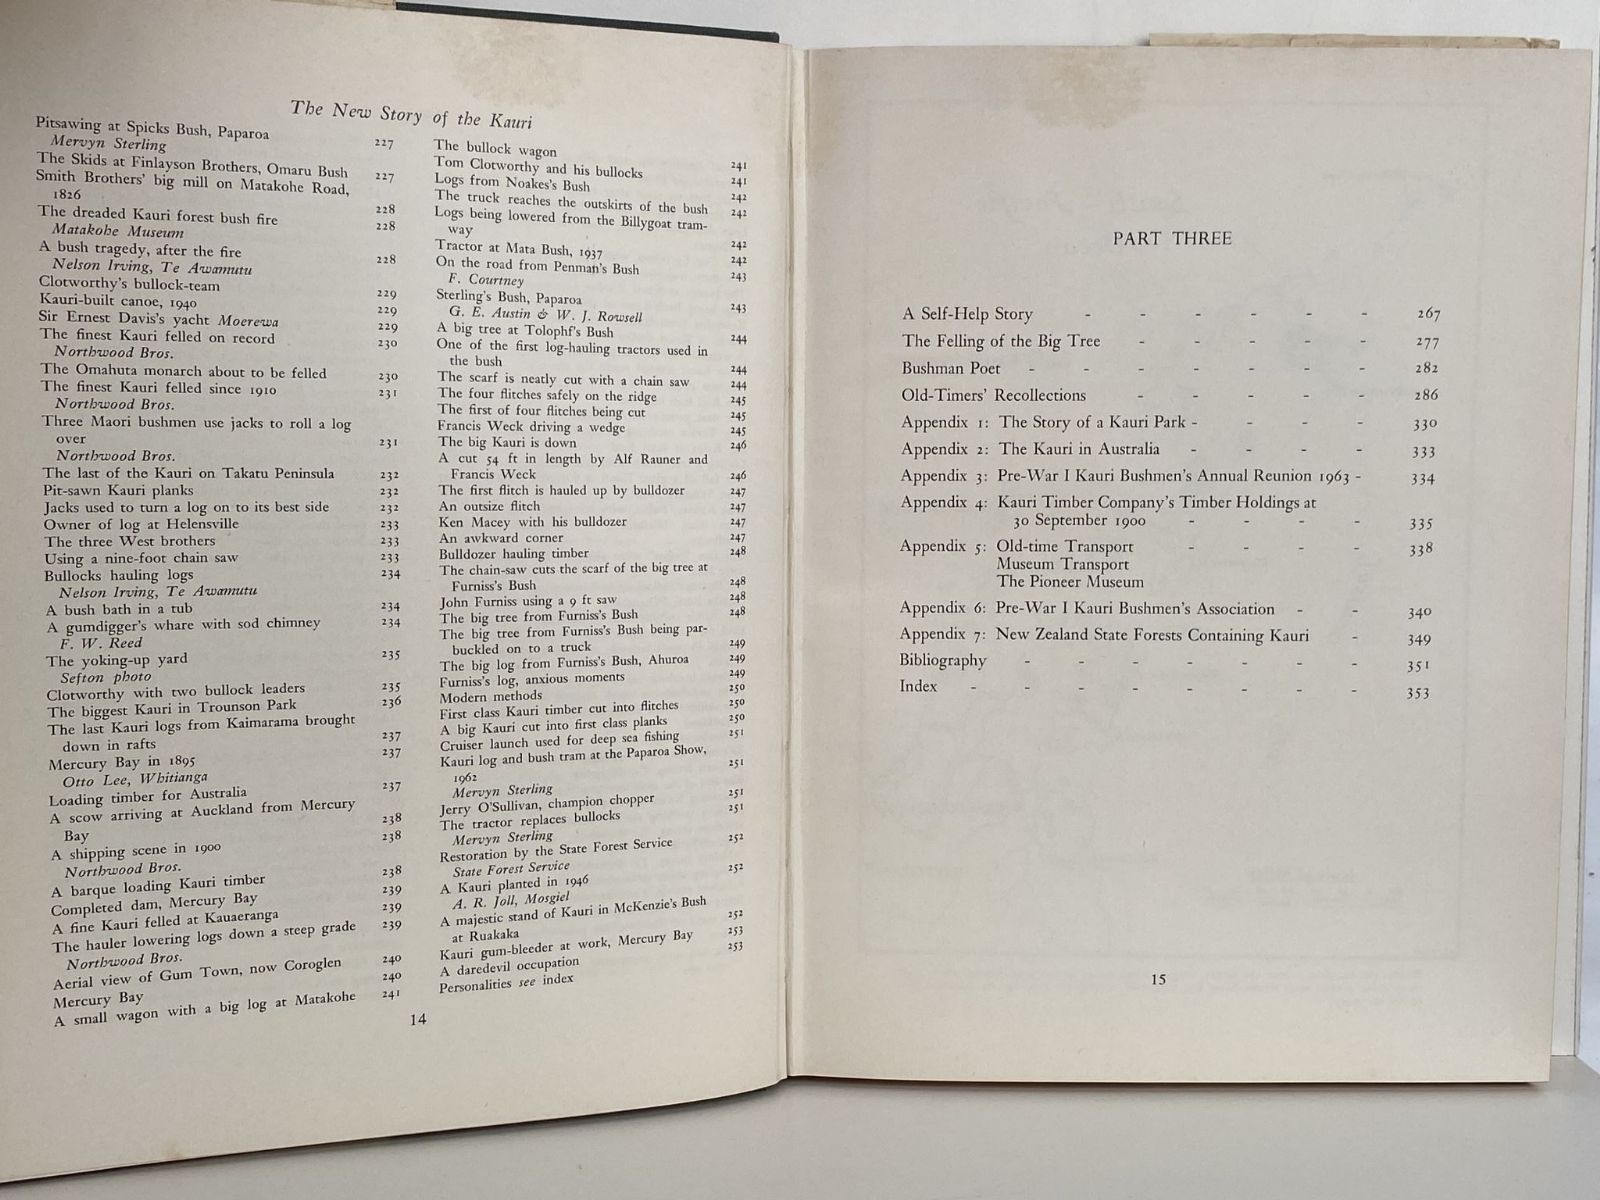 The New Story of the Kauri
Pitsawing at Spicks Bush, Paparoa
Mervyn Sterling 227
The Skids at Finlayson Brothers, Omaru Bush 227
Smith Brothers' big mill on Matakohe Road,
1826 228
The dreaded Kauri forest bush fire 228
Matakohe Museum
A bush tragedy, after the fire 228
Nelson Irving, Te Awamutu
Clotworthy's bullock-team 229
Kauri-built canoe, 1940 229
Sir Ernest Davis's yacht Moerewa 229
The finest Kauri felled on record 230
Northwood Bros.
The Omahuta monarch about to be felled 230
The finest Kauri felled since 1910 231
Northwood Bros.
Three Maori bushmen use jacks to roll a log
over 231
Northwood Bros.
The last of the Kauri on Takatu Peninsula 232
Pit-sawn Kauri planks 232
Jacks used to turn a log on to its best side 232
Owner of log at Helensville 233
The three West brothers 233
Using a nine-foot chain saw 233
Bullocks hauling logs 234
Nelson Irving, Te Awamutu
A bush bath in a tub 234
A gumdigger's whare with sod chimney 234
F. W. Reed
The yoking-up yard 235
Sefton photo
Clotworthy with two bullock leaders 235
The biggest Kauri in Trounson Park 236
The last Kauri logs from Kaimarama brought
down in rafts 237
Mercury Bay in 1895 237
Otto Lee, Whitianga
Loading timber for Australia 237
A scow arriving at Auckland from Mercury
Bay 238
A shipping scene in 1900 238
Northwood Bros.
A barque loading Kauri timber 238
Completed dam, Mercury Bay 239
A fine Kauri felled at Kauaeranga 239
The hauler lowering logs down a steep grade 239
Northwood Bros.
Aerial view of Gum Town, now Coroglen 240
Mercury Bay 240
A small wagon with a big log at Matakohe 241
The bullock wagon 241
Tom Clotworthy and his bullocks 241
Logs from Noakes's Bush 242
The truck reaches the outskirts of the bush 242
Logs being lowered from the Billygoat tram-
way 242
Tractor at Mata Bush, 1937 242
On the road from Penman's Bush 243
F. Courtney
Sterling's Bush, Paparoa 243
G. E. Austin & W. J. Rowsell
A big tree at Tolophf's Bush 244
One of the first log-hauling tractors used in
the bush 244
The scarf is neatly cut with a chain saw 244
The four flitches safely on the ridge 245
The first of four flitches being cut 245
Francis Weck driving a wedge 245
The big Kauri is down 246
A cut 54 ft in length by Alf Rauner and
Francis Weck 246
The first flitch is hauled up by bulldozer 247
An outsize flitch 247
Ken Macey with his bulldozer 247
An awkward corner 247
Bulldozer hauling timber 248
The chain-saw cuts the scarf of the big tree at
Furniss's Bush 248
John Furniss using a 9 ft saw 248
The big tree from Furniss's Bush 248
The big tree from Furniss's Bush being par-
buckled on to a truck 249
The big log from Furniss's Bush, Ahuroa 249
Furniss's log, anxious moments 249
Modern methods 250
First class Kauri timber cut into flitches 250
A big Kauri cut into first class planks 250
Cruiser launch used for deep sea fishing 251
Kauri log and bush tram at the Paparoa Show,
1962 251
Mervyn Sterling
Jerry O'Sullivan, champion chopper 251
The tractor replaces bullocks 251
Mervyn Sterling
Restoration by the State Forest Service 252
State Forest Service
A Kauri planted in 1946 252
A. R. Joll, Mosgiel
A majestic stand of Kauri in McKenzie's Bush
at Ruakaka 252
Kauri gum-bleeder at work, Mercury Bay 253
A daredevil occupation 253
Personalities see index
14
PART THREE
A Self-Help Story - - - - - - 267
The Felling of the Big Tree - - - - - 277
Bushman Poet - - - - - - - 282
Old-Timers' Recollections - - - - - 286
Appendix 1: The Story of a Kauri Park - - - - 330
Appendix 2: The Kauri in Australia - - - - 333
Appendix 3: Pre-War I Kauri Bushmen's Annual Reunion 1963 - 334
Appendix 4: Kauri Timber Company's Timber Holdings at
30 September 1900 - - - - 335
Appendix 5: Old-time Transport - - - - 338
Museum Transport
The Pioneer Museum
Appendix 6: Pre-War I Kauri Bushmen's Association - - 340
Appendix 7: New Zealand State Forests Containing Kauri - 349
Bibliography - - - - - - - 351
Index - - - - - - - - 353
15